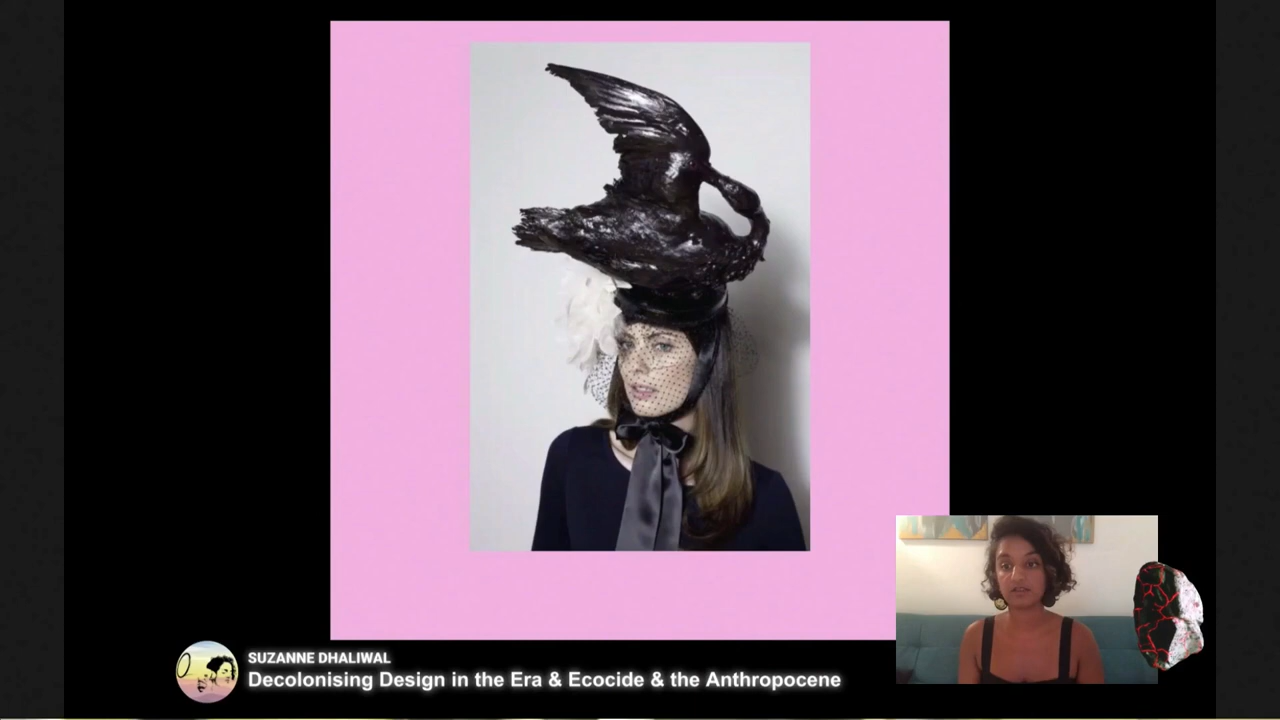 SUZANNE DHALIWAL
Decolonising Design in the Era & Ecocide & the Anthropocene